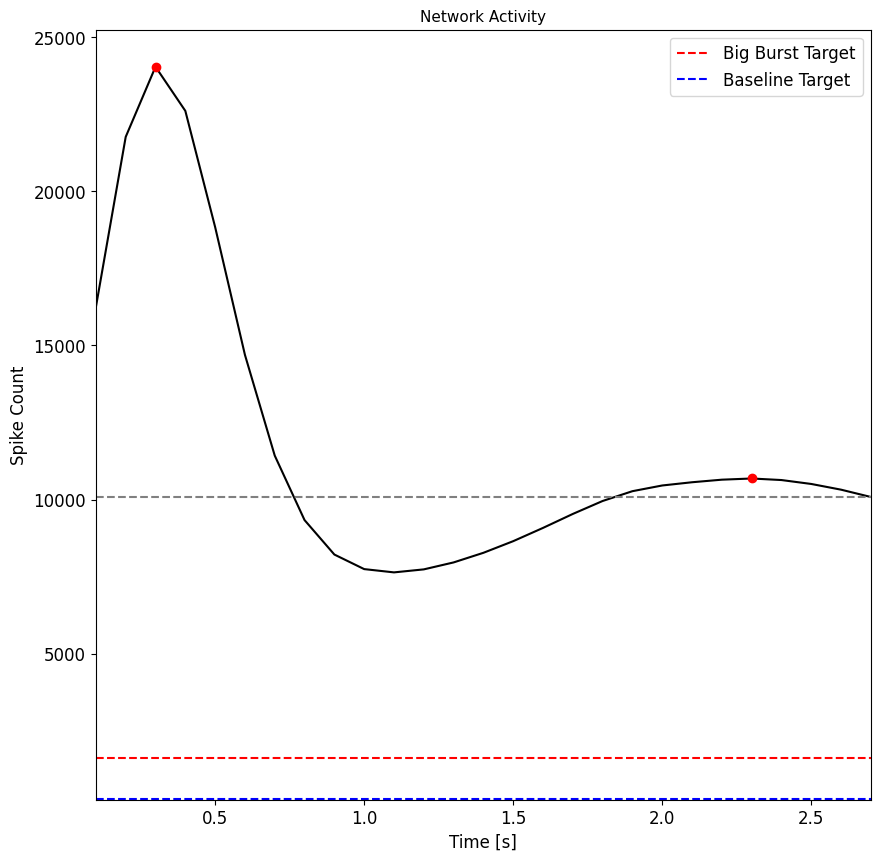 Network Activity
Big Burst Target
Baseline Target
25000
20000
15000
10000
5000
Spike Count
0.5
1.0
1.5
2.0
2.5
Time [s]